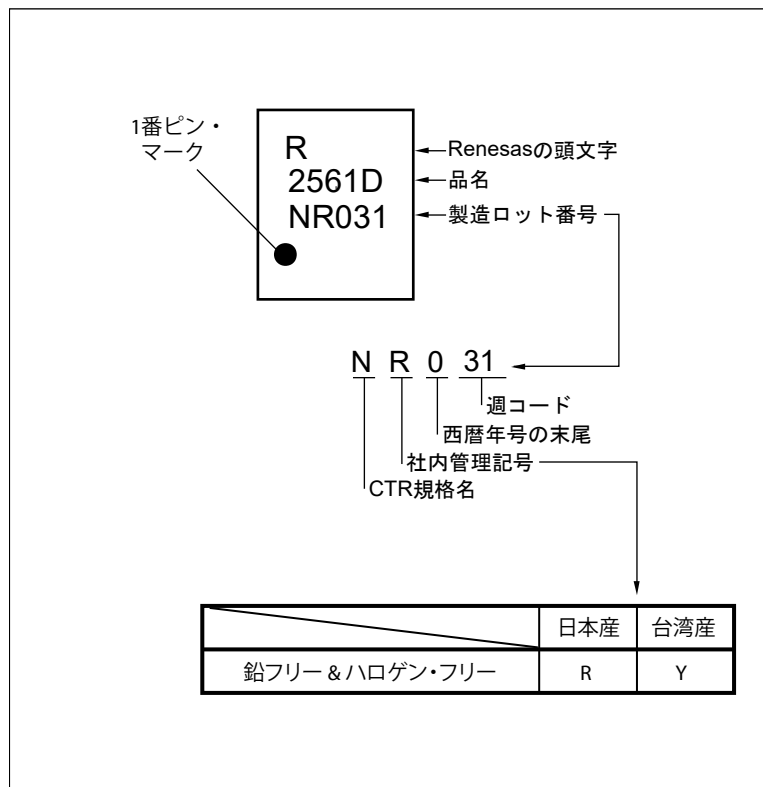 1番ピン・
マーク
R
2561D
NR031
Renesasの頭文字
品名
製造ロット番号
N R 0 31
週コード
西暦年号の末尾
社内管理記号
CTR規格名
日本産 台湾産
鉛フリー & ハロゲン・フリー R Y